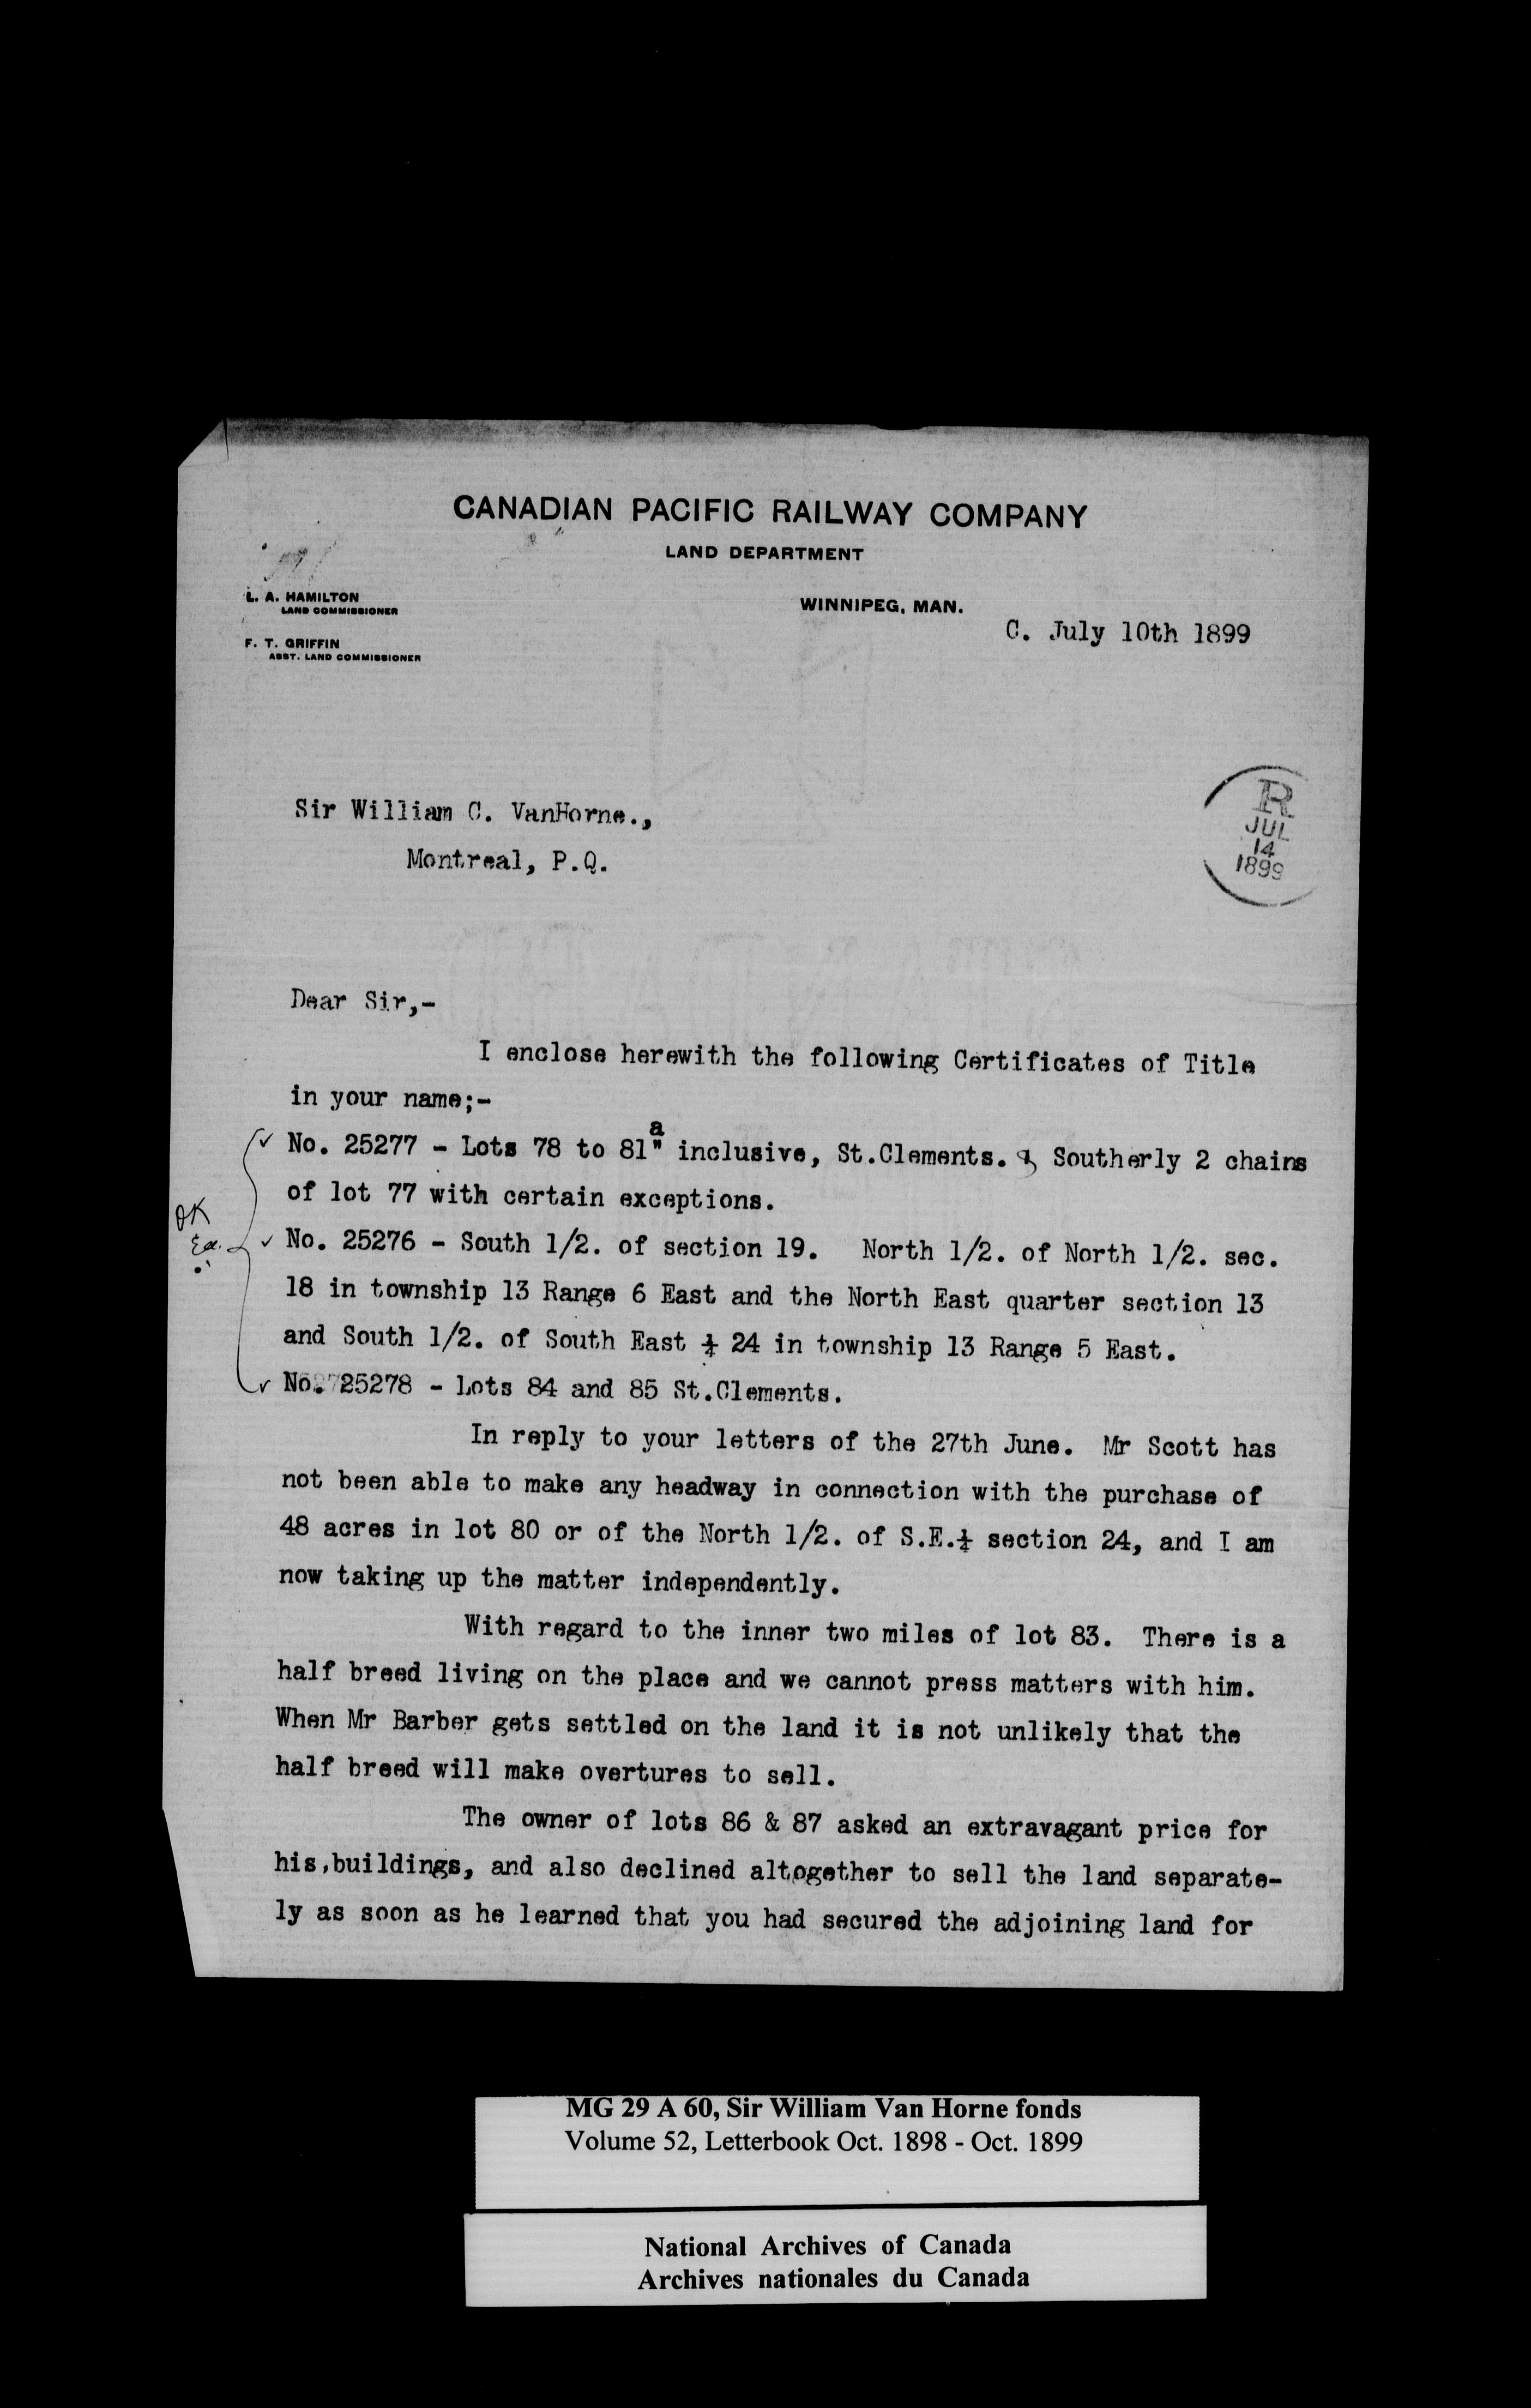 CANADIAN PACIFIC RAILWAY COMPANY
LAND DEPARTMENT
L. A. HAMILTON
LAND COMMISSIONER
WINNIPEG, MAN.
C. July 10th 1899
F. T. GRIFFIN
ASST. LAND COMMISSIONER
R
JUL
14
1899
Sir William C. VanHorne.,
Montreal, P.Q.
Dear Sir,-
I enclose herewith the following Certificates of Title
in your name;-
a
✓ No. 25277 - Lots 78 to 81" inclusive, St.Clements. & Southerly 2 chains
of lot 77 with certain exceptions.
OK
✓ No. 25276 - South 1/2. of section 19. North 1/2. of North 1/2. sec.
18 in township 13 Range 6 East and the North East quarter section 13
and South 1/2. of South East ¼ 24 in township 13 Range 5 East.
✓ No. 25278 - Lots 84 and 85 St.Clements.
In reply to your letters of the 27th June. Mr Scott has
not been able to make any headway in connection with the purchase of
48 acres in lot 80 or of the North 1/2. of S.E.¼ section 24, and I am
now taking up the matter independently.
With regard to the inner two miles of lot 83. There is a
half breed living on the place and we cannot press matters with him.
When Mr Barber gets settled on the land it is not unlikely that the
half breed will make overtures to sell.
The owner of lots 86 & 87 asked an extravagant price for
his,buildings, and also declined altogether to sell the land separate-
ly as soon as he learned that you had secured the adjoining land for
MG 29 A 60, Sir William Van Horne fonds
Volume 52, Letterbook Oct. 1898 - Oct. 1899
National Archives of Canada
Archives nationales du Canada